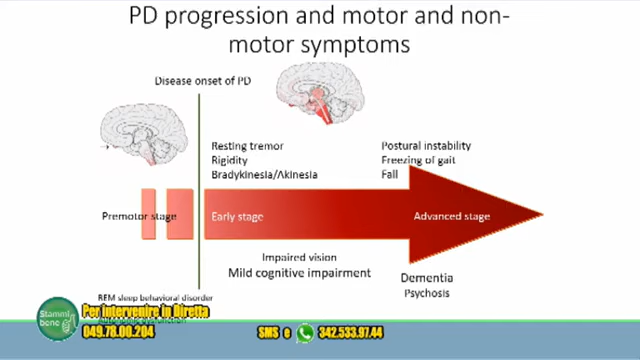 PD progression and motor and non-
motor symptoms
Disease onset of PD
Resting tremor
Rigidity
Bradykinesia/Akinesia
Postural instability
Freezing of gait
Fall
Premotor stage
Early stage
Advanced stage
Impaired vision
Mild cognitive impairment
Dementia
Psychosis
REM sleep behavioral disorder
Stammi
bene
Per intervenire in Diretta
049.78.00.204
SMS e 342.533.97.44